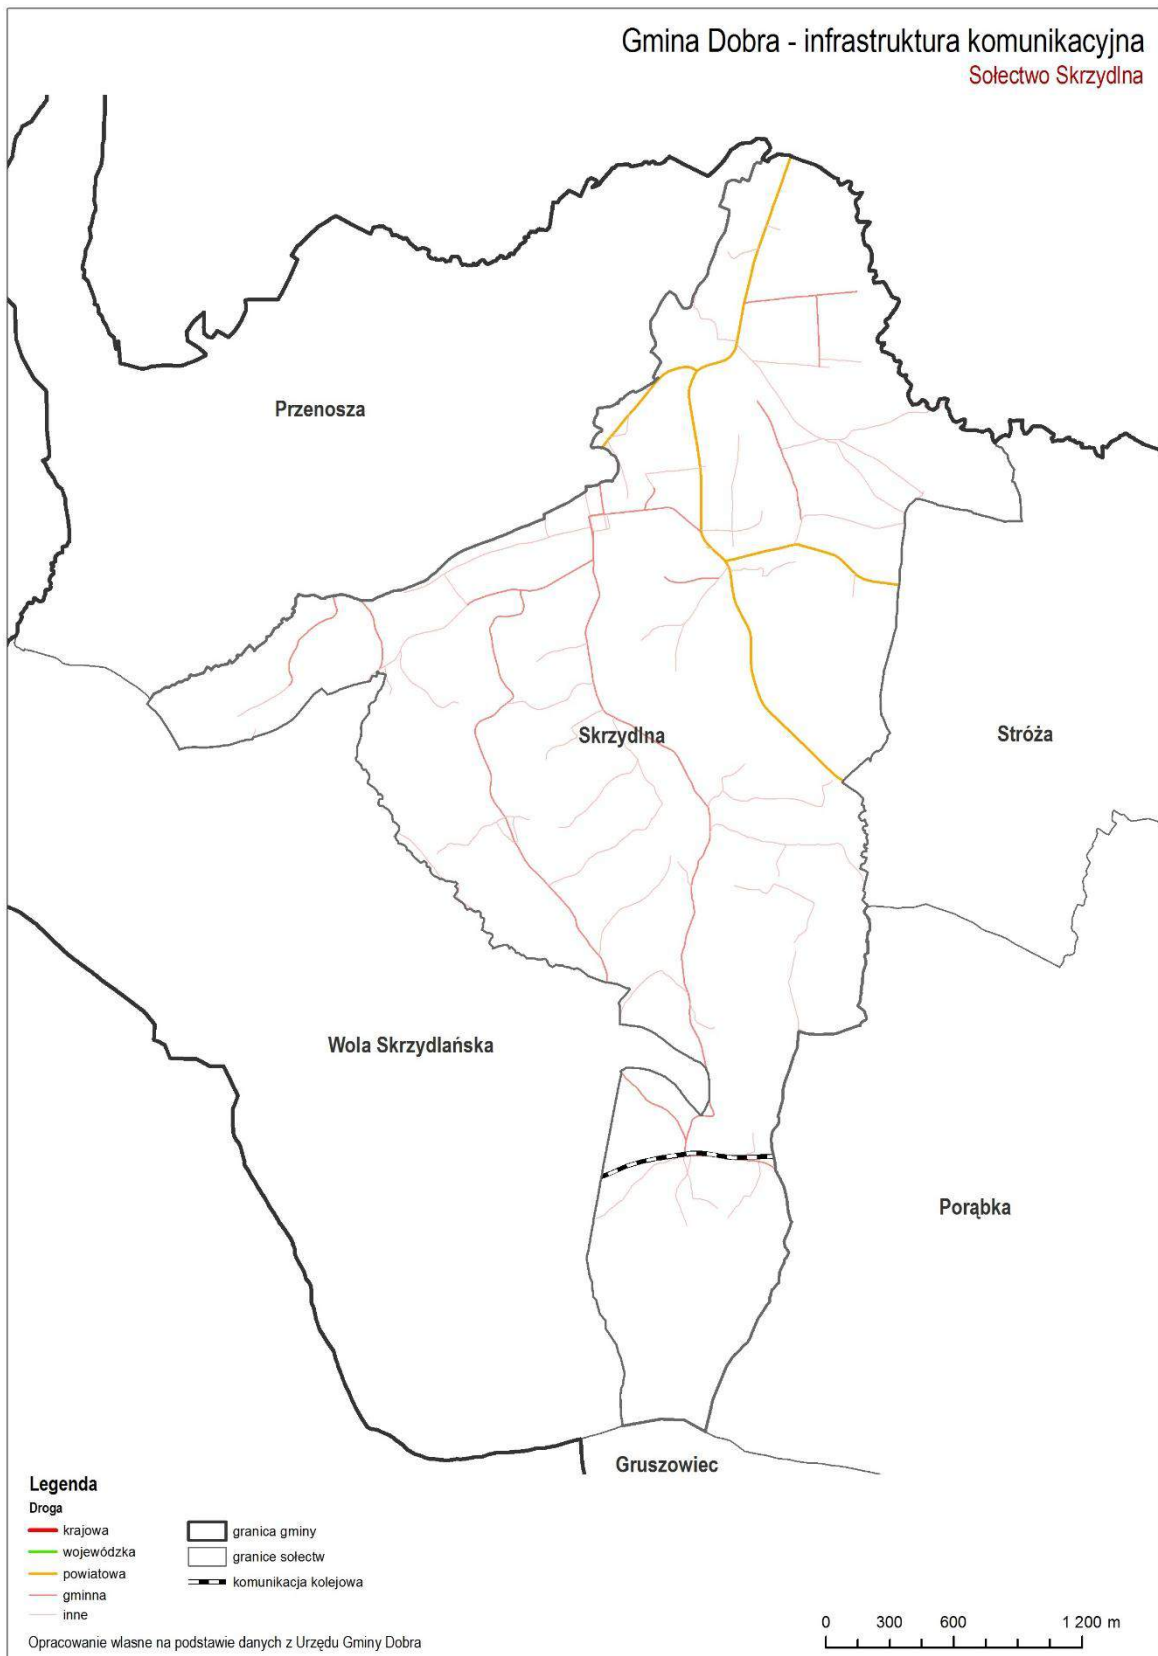 Gmina Dobra - infrastruktura komunikacyjna
Sołectwo Skrzydlna
Przenosza
Skrzydlna
Stróża
Wola Skrzydlańska
Porąbka
Gruszowiec
Legenda
Droga
krajowa
wojewódzka
powiatowa
gminna
inne
granica gminy
granice sołectw
komunikacja kolejowa
0 300 600 1 200 m
Opracowanie własne na podstawie danych z Urzędu Gminy Dobra